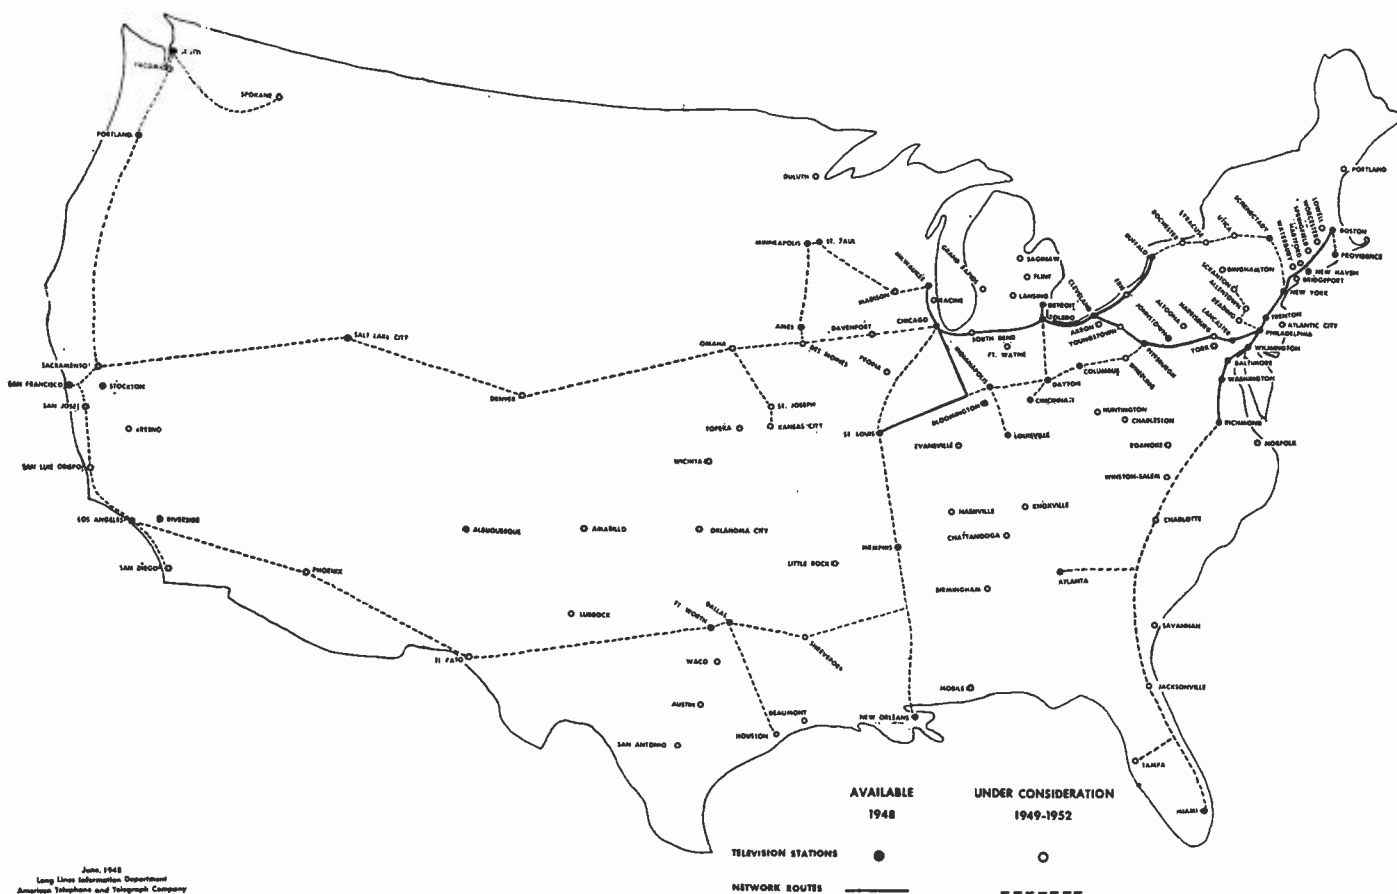 SPOKANE
PORTLAND
DULUTH
PORTLAND
MINNEAPOLIS
ST. PAUL
MADISON
MILWAUKEE
RACINE
GRAND RAPIDS
SAGINAW
FLINT
LANSING
DETROIT
TOLEDO
CLEVELAND
ERIE
BUFFALO
ROCHESTER
SYRACUSE
UTICA
SCHENECTADY
LOWELL
WORCESTER
SPRINGFIELD
HARTFORD
WATERBURY
BOSTON
PROVIDENCE
NEW HAVEN
BRIDGEPORT
NEW YORK
BINGHAMTON
SCRANTON
ALLENTOWN
READING
TRENTON
ATLANTIC CITY
PHILADELPHIA
WILMINGTON
BALTIMORE
WASHINGTON
LANCASTER
HARRISBURG
YORK
ALTOONA
JOHNSTOWN
PITTSBURGH
WHEELING
AKRON
YOUNGSTOWN
COLUMBUS
DAYTON
CINCINNATI
SOUTH BEND
FT. WAYNE
INDIANAPOLIS
CHICAGO
AMES
DAVENPORT
DES MOINES
PEORIA
OMAHA
SALT LAKE CITY
SACRAMENTO
SAN FRANCISCO
STOCKTON
SAN JOSE
FRESNO
DENVER
ST. JOSEPH
KANSAS CITY
TOPEKA
WICHITA
ST LOUIS
BLOOMINGTON
EVANSVILLE
LOUISVILLE
HUNTINGTON
CHARLESTON
ROANOKE
RICHMOND
NORFOLK
WINSTON-SALEM
SAN LUIS OBISPO
LOS ANGELES
RIVERSIDE
SAN DIEGO
PHOENIX
ALBUQUERQUE
AMARILLO
OKLAHOMA CITY
LITTLE ROCK
MEMPHIS
NASHVILLE
KNOXVILLE
CHATTANOOGA
CHARLOTTE
BIRMINGHAM
ATLANTA
LUBBOCK
FT WORTH
DALLAS
SHREVEPORT
EL PASO
WACO
AUSTIN
SAN ANTONIO
BEAUMONT
HOUSTON
NEW ORLEANS
MOBILE
SAVANNAH
JACKSONVILLE
TAMPA
MIAMI
AVAILABLE
1948
UNDER CONSIDERATION
1949-1952
TELEVISION STATIONS
NETWORK ROUTES
June, 1948
Long Lines Information Department
American Telephone and Telegraph Company